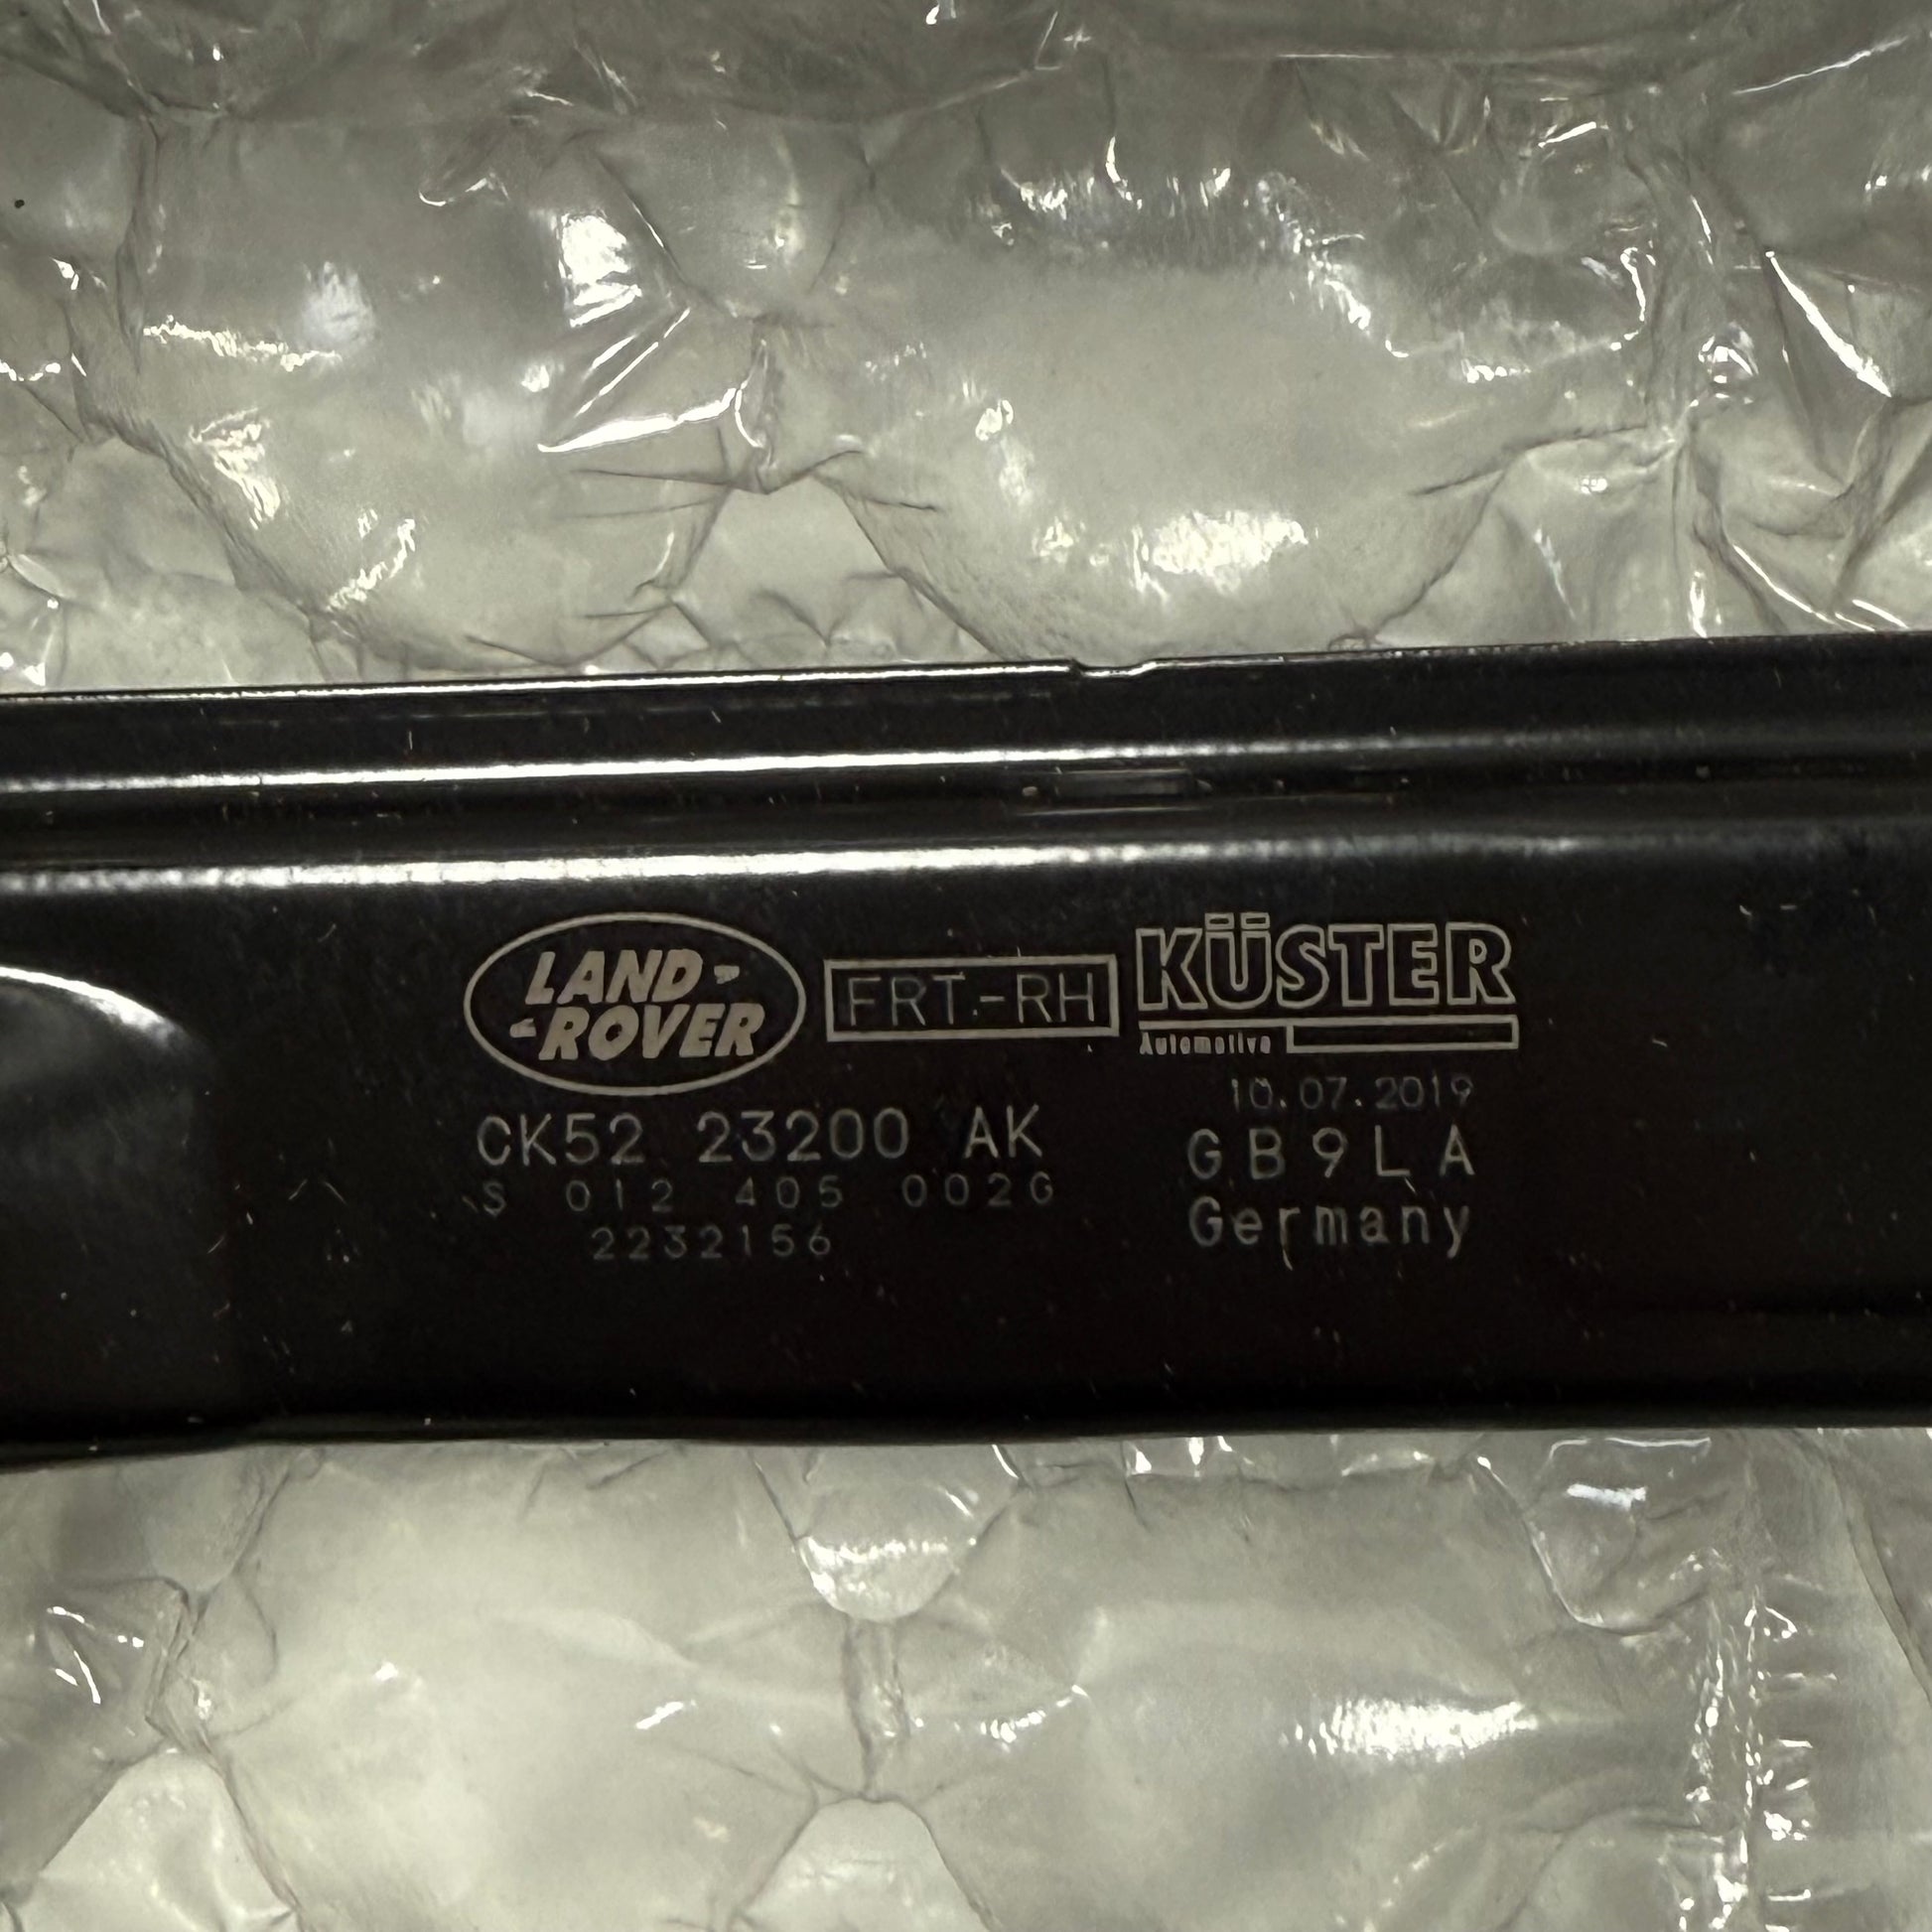 LAND-
-ROVER
FRT.-RH
KÜSTER
Automotive
10.07.2019
CK52 23200 AK
GB9LA
S 012 405 002G
Germany
2232156